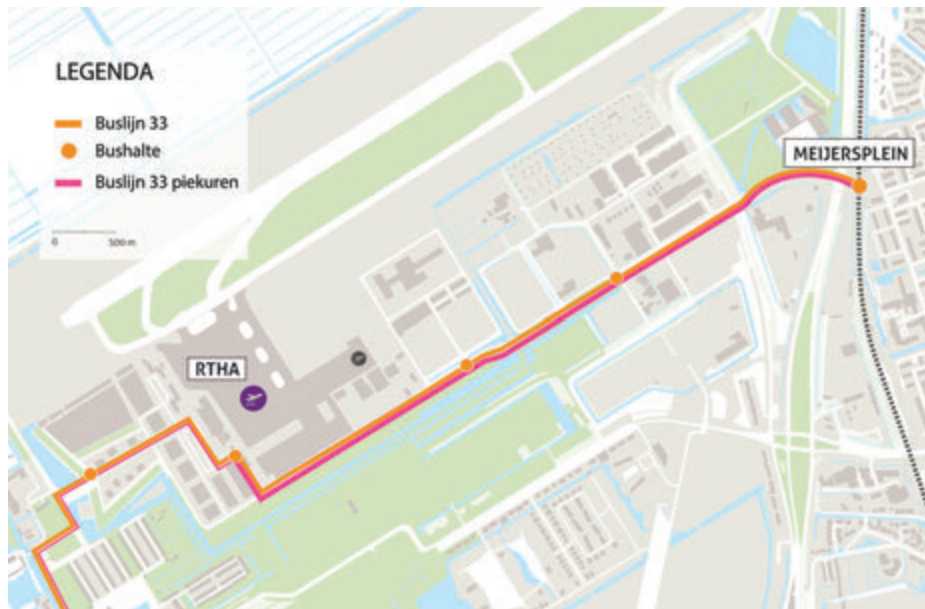 LEGENDA
Buslijn 33
Bushalte
Buslijn 33 piekuren
0 500 m
MEIJERSPLEIN
RTHA